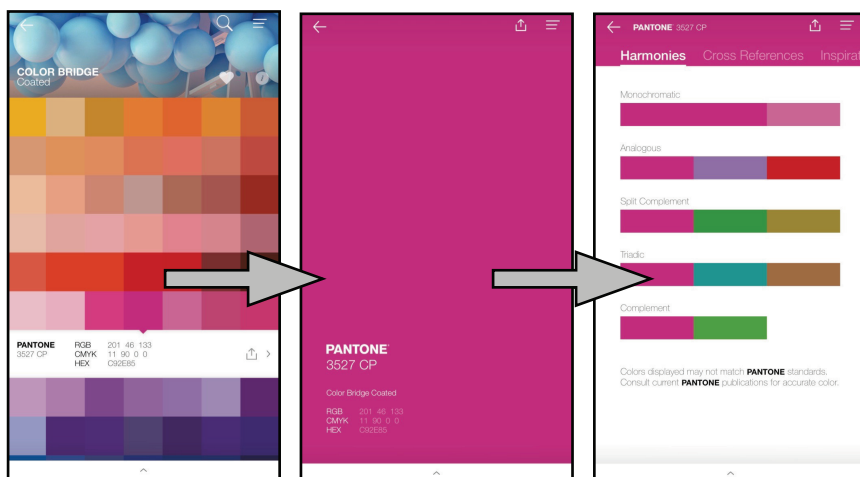 COLOR BRIDGE
Coated
PANTONE RGB 201 46 133
3527 CP CMYK 11 90 0 0
HEX C92E85
PANTONE®
3527 CP
Color Bridge Coated
RGB 201 46 133
CMYK 11 90 0 0
HEX C92E85
PANTONE 3527 CP
Harmonies Cross References Inspirat
Monochromatic
Analogous
Split Complement
Triadic
Complement
Colors displayed may not match PANTONE standards.
Consult current PANTONE publications for accurate color.